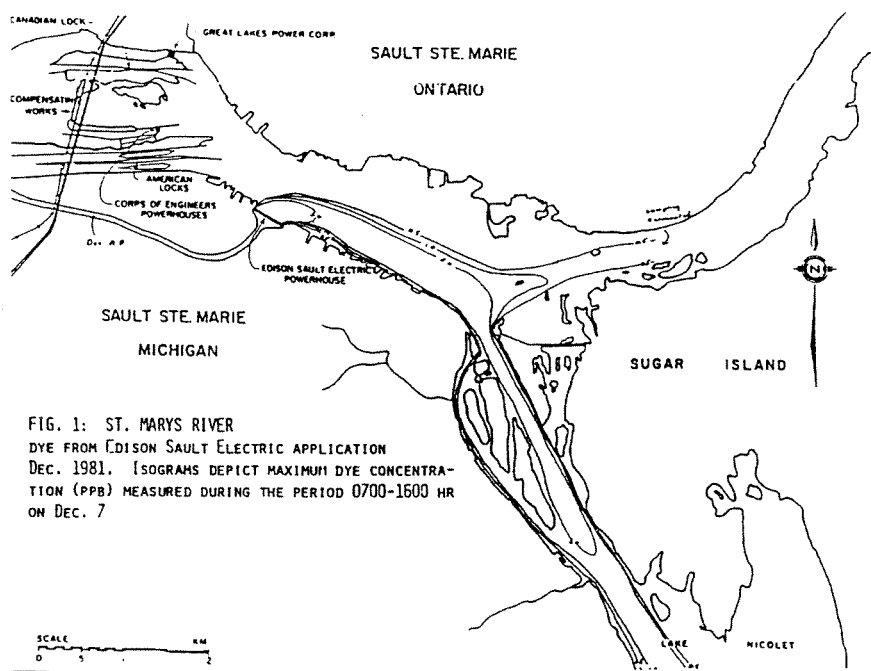 CANADIAN LOCK
GREAT LAKES POWER CORP
SAULT STE. MARIE
ONTARIO
COMPENSATIN
WORKS
AMERICAN
LOCKS
CORPS OF ENGINEERS
POWERHOUSES
EDISON SAULT ELECTRIC
POWERHOUSE
SAULT STE. MARIE
MICHIGAN
N
SUGAR ISLAND
FIG. 1: ST. MARYS RIVER
DYE FROM EDISON SAULT ELECTRIC APPLICATION
DEC. 1981. ISOGRAMS DEPICT MAXIMUM DYE CONCENTRA-
TION (PPB) MEASURED DURING THE PERIOD 0700-1600 HR
ON DEC. 7
SCALE
KM
0 5 1 2
LAKE NICOLET